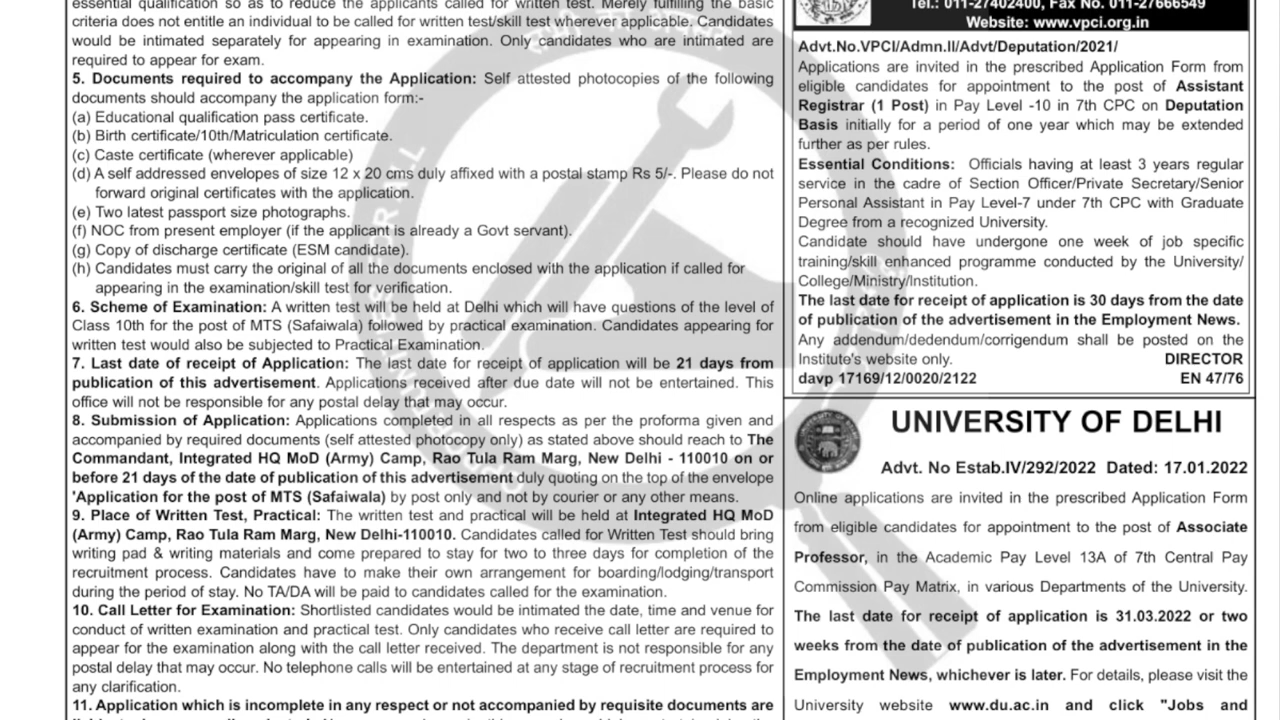 essential qualification so as to reduce the applicants called for written test. Merely fulfilling the basic
criteria does not entitle an individual to be called for written test/skill test wherever applicable. Candidates
would be intimated separately for appearing in examination. Only candidates who are intimated are
required to appear for exam.
5. Documents required to accompany the Application: Self attested photocopies of the following
documents should accompany the application form:-
(a) Educational qualification pass certificate.
(b) Birth certificate/10th/Matriculation certificate.
(c) Caste certificate (wherever applicable)
(d) A self addressed envelopes of size 12 x 20 cms duly affixed with a postal stamp Rs 5/-. Please do not
forward original certificates with the application.
(e) Two latest passport size photographs.
(f) NOC from present employer (if the applicant is already a Govt servant).
(g) Copy of discharge certificate (ESM candidate).
(h) Candidates must carry the original of all the documents enclosed with the application if called for
appearing in the examination/skill test for verification.
6. Scheme of Examination: A written test will be held at Delhi which will have questions of the level of
Class 10th for the post of MTS (Safaiwala) followed by practical examination. Candidates appearing for
written test would also be subjected to Practical Examination.
7. Last date of receipt of Application: The last date for receipt of application will be 21 days from
publication of this advertisement. Applications received after due date will not be entertained. This
office will not be responsible for any postal delay that may occur.
8. Submission of Application: Applications completed in all respects as per the proforma given and
accompanied by required documents (self attested photocopy only) as stated above should reach to The
Commandant, Integrated HQ MoD (Army) Camp, Rao Tula Ram Marg, New Delhi - 110010 on or
before 21 days of the date of publication of this advertisement duly quoting on the top of the envelope
'Application for the post of MTS (Safaiwala) by post only and not by courier or any other means.
9. Place of Written Test, Practical: The written test and practical will be held at Integrated HQ MoD
(Army) Camp, Rao Tula Ram Marg, New Delhi-110010. Candidates called for Written Test should bring
writing pad & writing materials and come prepared to stay for two to three days for completion of the
recruitment process. Candidates have to make their own arrangement for boarding/lodging/transport
during the period of stay. No TA/DA will be paid to candidates called for the examination.
10. Call Letter for Examination: Shortlisted candidates would be intimated the date, time and venue for
conduct of written examination and practical test. Only candidates who receive call letter are required to
appear for the examination along with the call letter received. The department is not responsible for any
postal delay that may occur. No telephone calls will be entertained at any stage of recruitment process for
any clarification.
11. Application which is incomplete in any respect or not accompanied by requisite documents are
Tel.: 011-27402400, Fax No. 011-27666549
Website: www.vpci.org.in
Advt.No.VPCI/Admn.II/Advt/Deputation/2021/
Applications are invited in the prescribed Application Form from
eligible candidates for appointment to the post of Assistant
Registrar (1 Post) in Pay Level -10 in 7th CPC on Deputation
Basis initially for a period of one year which may be extended
further as per rules.
Essential Conditions: Officials having at least 3 years regular
service in the cadre of Section Officer/Private Secretary/Senior
Personal Assistant in Pay Level-7 under 7th CPC with Graduate
Degree from a recognized University.
Candidate should have undergone one week of job specific
training/skill enhanced programme conducted by the University/
College/Ministry/Institution.
The last date for receipt of application is 30 days from the date
of publication of the advertisement in the Employment News.
Any addendum/dedendum/corrigendum shall be posted on the
Institute's website only. DIRECTOR
davp 17169/12/0020/2122 EN 47/76
UNIVERSITY OF DELHI
Advt. No Estab.IV/292/2022 Dated: 17.01.2022
Online applications are invited in the prescribed Application Form
from eligible candidates for appointment to the post of Associate
Professor, in the Academic Pay Level 13A of 7th Central Pay
Commission Pay Matrix, in various Departments of the University.
The last date for receipt of application is 31.03.2022 or two
weeks from the date of publication of the advertisement in the
Employment News, whichever is later. For details, please visit the
University website www.du.ac.in and click "Jobs and